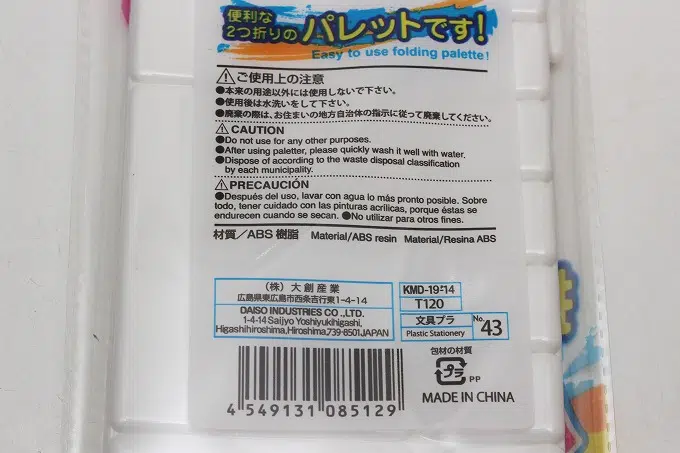 便利な
2つ折りの
パレットです!
Easy to use folding palette!
⚠ご使用上の注意
●本来の用途以外には使用しないで下さい。
●使用後は水洗いをして下さい。
●廃棄の際は、お住まいの地方自治体の指示に従って廃棄してください。
⚠CAUTION
●Do not use for any other purposes.
●After using paletter, please quickly wash it well with water.
●Dispose of according to the waste disposal classification
by each municipality.
⚠PRECAUCIÓN
●Después del uso, lavar con agua lo más pronto posible. Sobre
todo, tener cuidado con las pinturas acrílicas, porque éstas se
endurecen cuando se secan. ●No utilizar para otros fines.
材質/ABS 樹脂 Material/ABS resin Material/Resina ABS
(株)大創産業
広島県東広島市西条吉行東1-4-14
DAISO INDUSTRIES CO.,LTD.
1-4-14 Saijyo Yoshiyukihigashi,
Higashihiroshima,Hiroshima,739-8501JAPAN
KMD-19-14
T120
文具プラ
Plastic Stationery
No.
43
4 549131 085129
包材の材質
プラ
PP
MADE IN CHINA